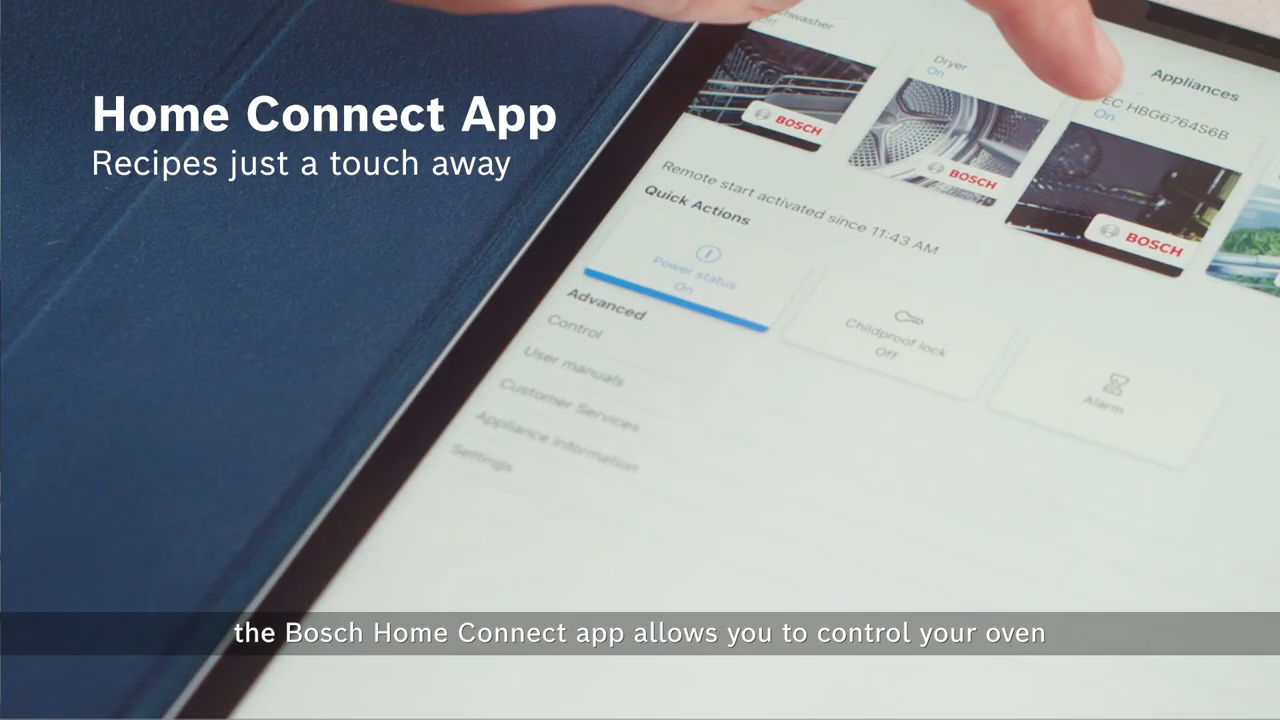 Home Connect App
Recipes just a touch away
Appliances
Off
Dryer
On
EC HBG6764S6B
On
BOSCH
BOSCH
BOSCH
Remote start activated since 11:43 AM
Quick Actions
Power status
On
Childproof lock
Off
Alarm
Advanced
Control
User manuals
Customer Services
Appliance information
Settings
the Bosch Home Connect app allows you to control your oven